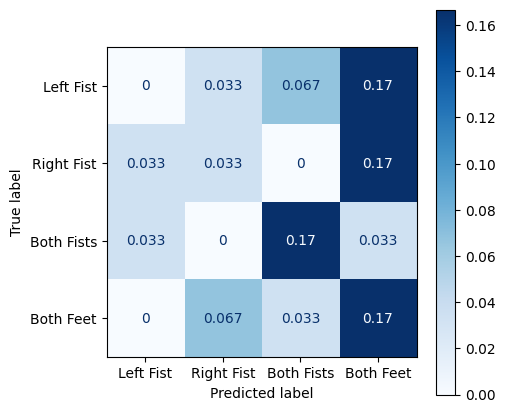 0.16
Left Fist 0 0.033 0.067 0.17
0.14
0.12
Right Fist 0.033 0.033 0 0.17
0.10
True label
0.08
Both Fists 0.033 0 0.17 0.033
0.06
0.04
Both Feet 0 0.067 0.033 0.17
0.02
Left Fist Right Fist Both Fists Both Feet
0.00
Predicted label